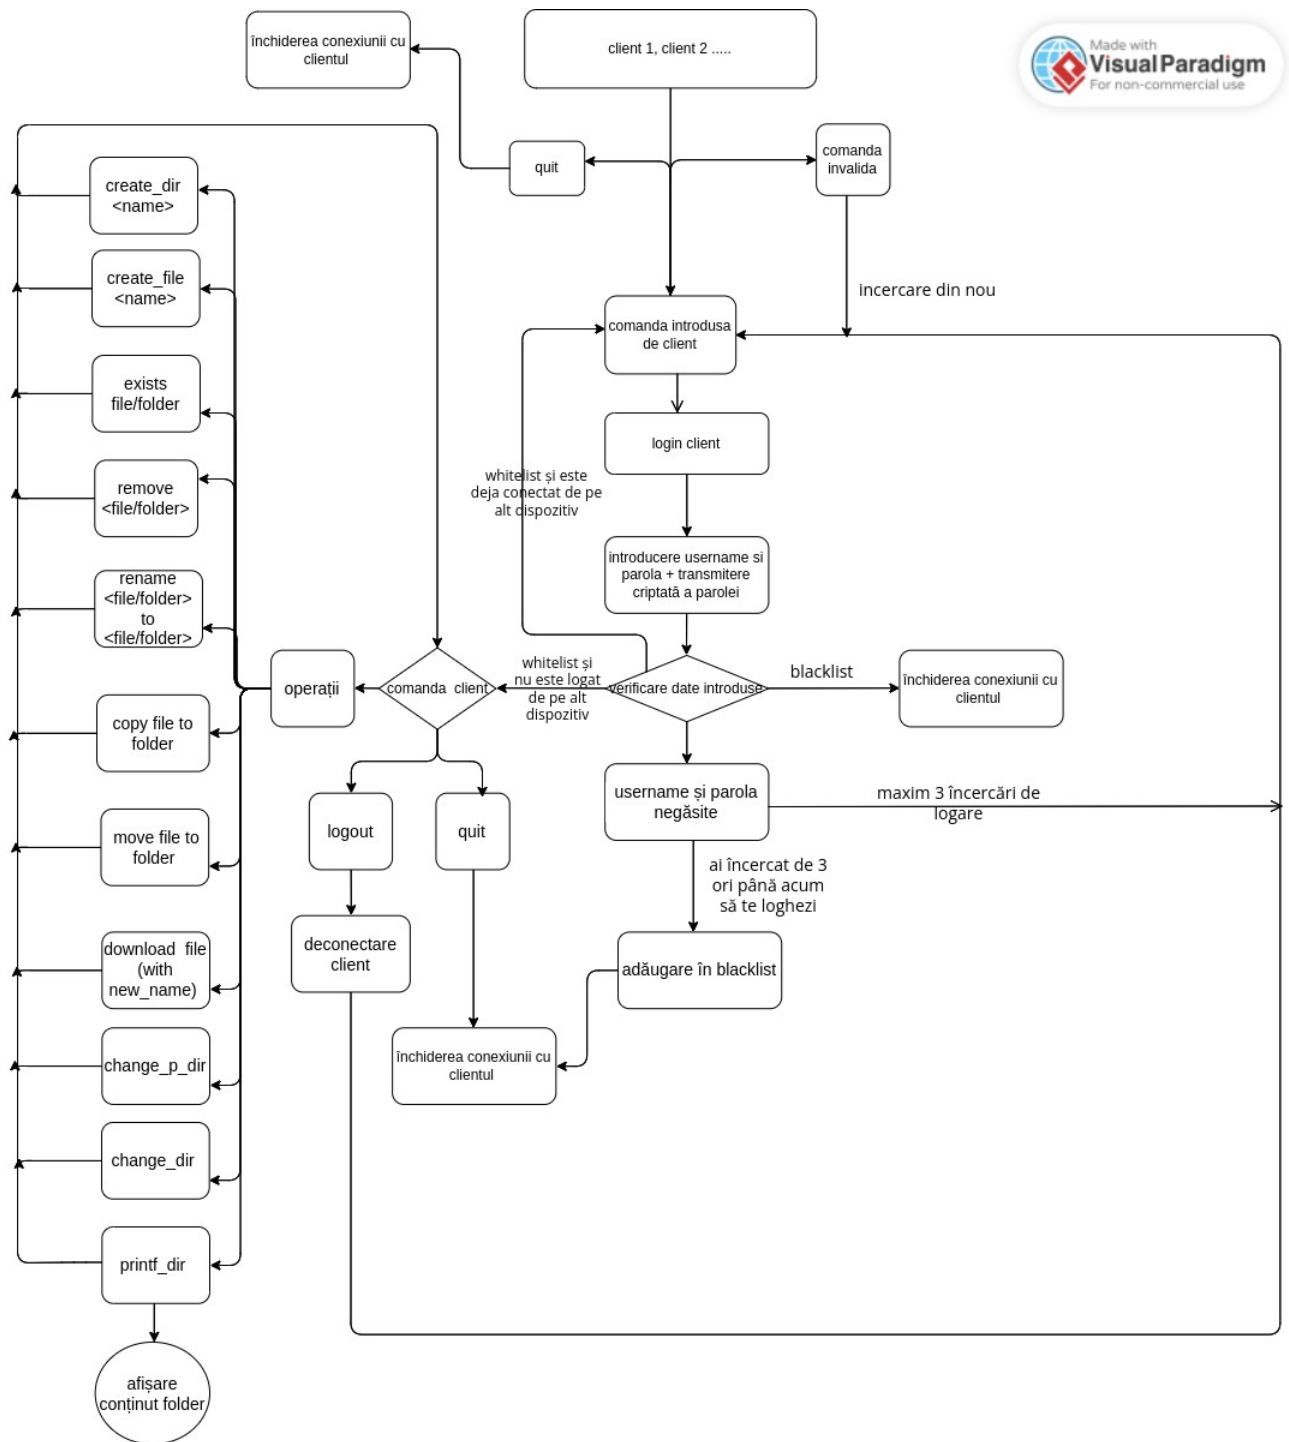 închiderea conexiunii cu
clientul
client 1, client 2 .....
Made with
Visual Paradigm
For non-commercial use
quit
comanda
invalida
create_dir
<name>
create_file
<name>
incercare din nou
comanda introdusa
de client
exists
file/folder
login client
remove
<file/folder>
whitelist și este
deja conectat de pe
alt dispozitiv
introducere username si
parola + transmitere
criptată a parolei
rename
<file/folder>
to
<file/folder>
operații
comanda client
whitelist și
nu este logat
de pe alt
dispozitiv
verificare date introduse
blacklist
închiderea conexiunii cu
clientul
copy file to
folder
username și parola
negăsite
maxim 3 încercări de
logare
move file to
folder
logout
quit
ai încercat de 3
ori până acum
să te loghezi
download file
(with
new_name)
deconectare
client
adăugare în blacklist
change_p_dir
închiderea conexiunii cu
clientul
change_dir
printf_dir
afișare
conținut folder